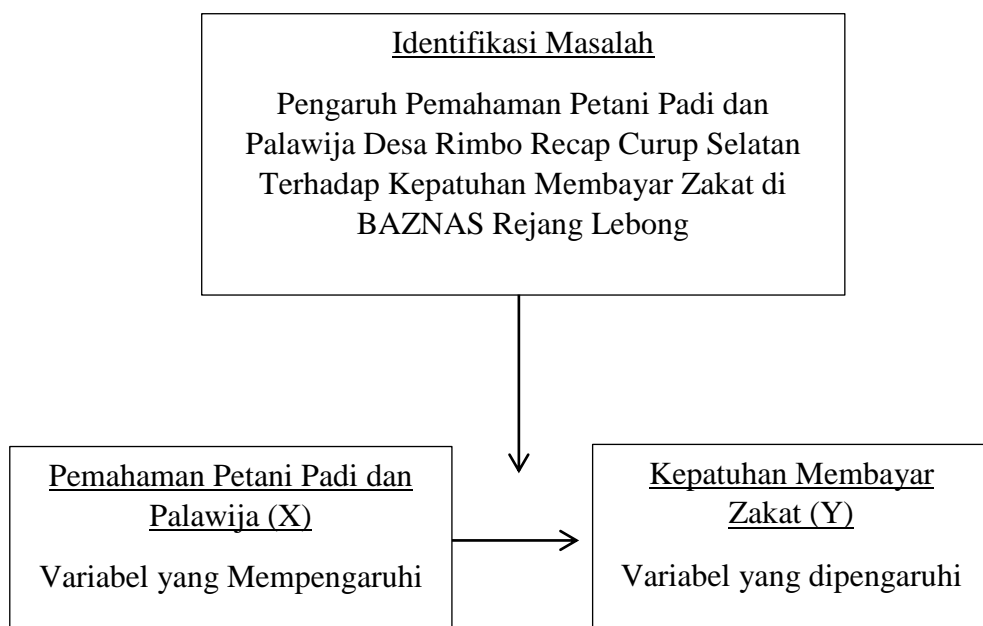 Identifikasi Masalah
Pengaruh Pemahaman Petani Padi dan
Palawija Desa Rimbo Recap Curup Selatan
Terhadap Kepatuhan Membayar Zakat di
BAZNAS Rejang Lebong
Pemahaman Petani Padi dan
Palawija (X)
Variabel yang Mempengaruhi
Kepatuhan Membayar
Zakat (Y)
Variabel yang dipengaruhi